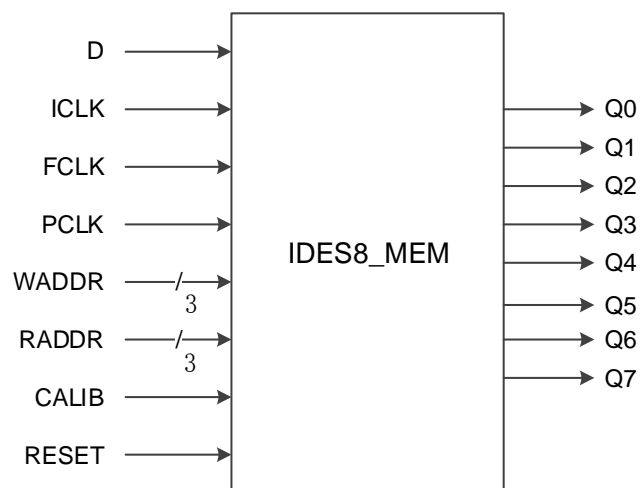 D
ICLK
FCLK
PCLK
WADDR
/
3
RADDR
/
3
CALIB
RESET
IDES8_MEM
Q0
Q1
Q2
Q3
Q4
Q5
Q6
Q7